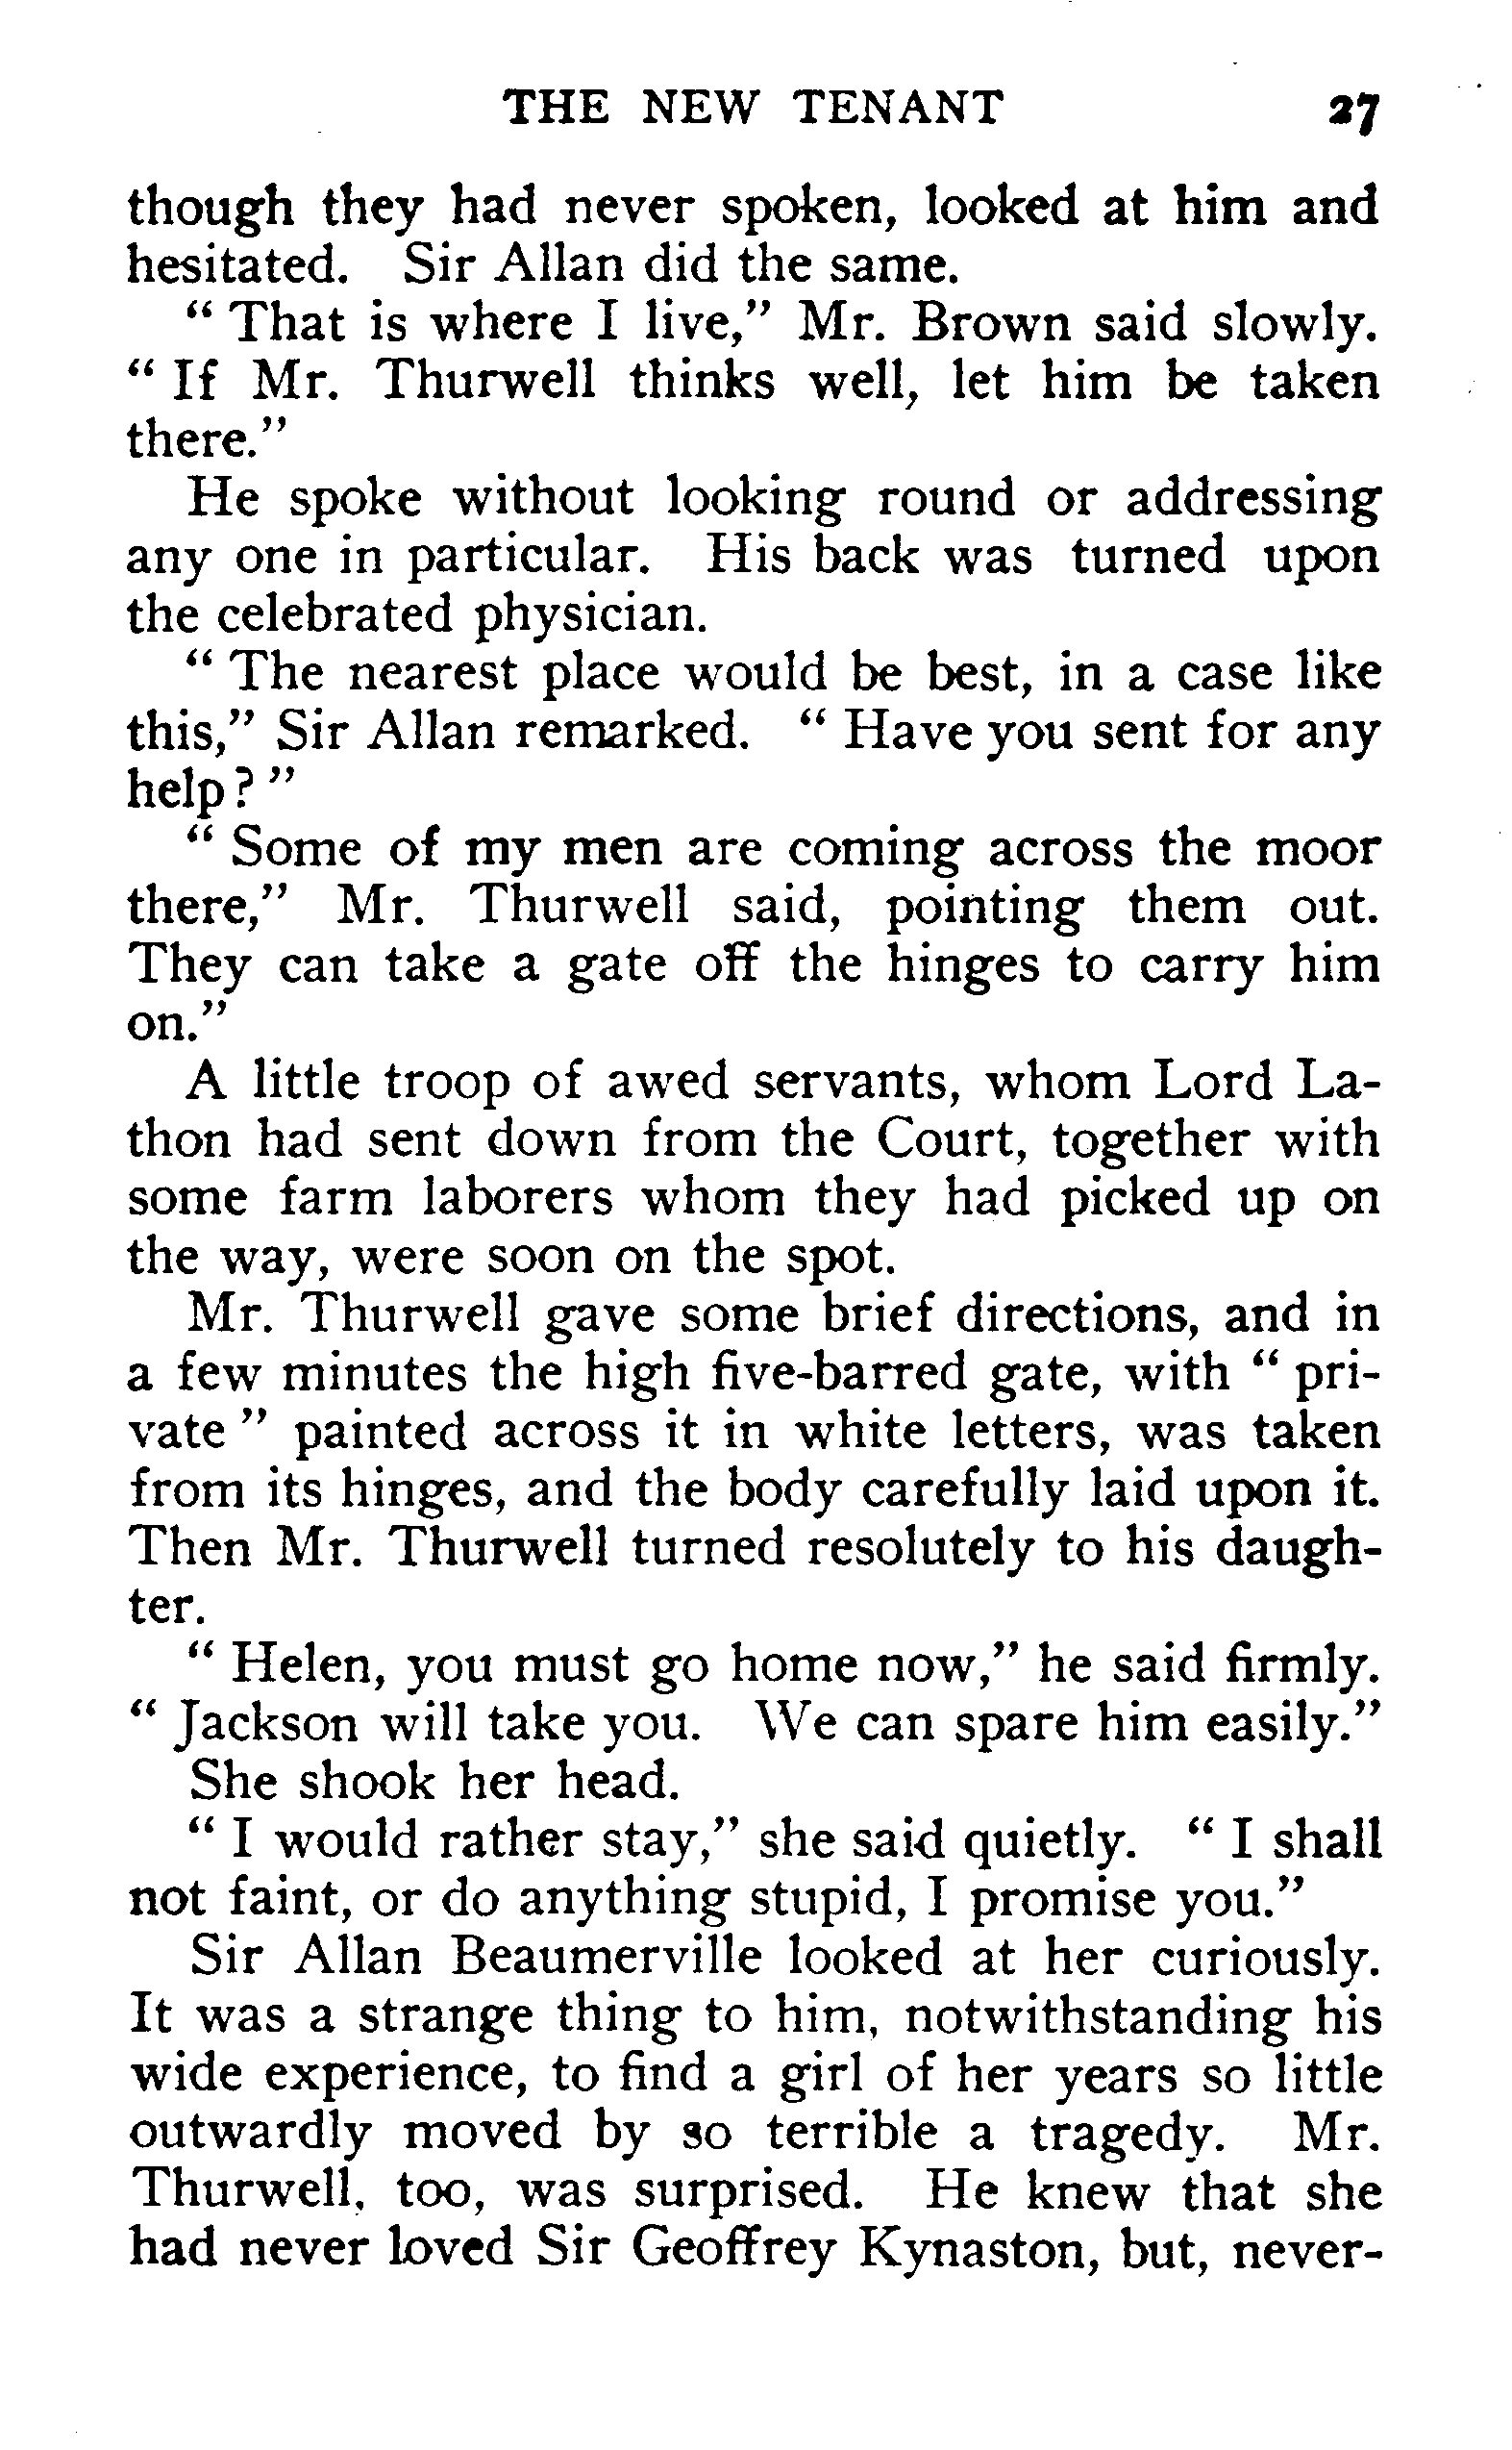 THE NEW TENANT 27
though they had never spoken, looked at him and
hesitated. Sir Allan did the same.
" That is where I live," Mr. Brown said slowly.
" If Mr. Thurwell thinks well, let him be taken
there."
He spoke without looking round or addressing
any one in particular. His back was turned upon
the celebrated physician.
" The nearest place would be best, in a case like
this," Sir Allan remarked. " Have you sent for any
help ? "
" Some of my men are coming across the moor
there," Mr. Thurwell said, pointing them out.
They can take a gate off the hinges to carry him
on."
A little troop of awed servants, whom Lord La-
thon had sent down from the Court, together with
some farm laborers whom they had picked up on
the way, were soon on the spot.
Mr. Thurwell gave some brief directions, and in
a few minutes the high five-barred gate, with " pri-
vate " painted across it in white letters, was taken
from its hinges, and the body carefully laid upon it.
Then Mr. Thurwell turned resolutely to his daugh-
ter.
" Helen, you must go home now," he said firmly.
" Jackson will take you. We can spare him easily."
She shook her head.
" I would rather stay," she said quietly. " I shall
not faint, or do anything stupid, I promise you."
Sir Allan Beaumerville looked at her curiously.
It was a strange thing to him, notwithstanding his
wide experience, to find a girl of her years so little
outwardly moved by so terrible a tragedy. Mr.
Thurwell, too, was surprised. He knew that she
had never loved Sir Geoffrey Kynaston, but, never-